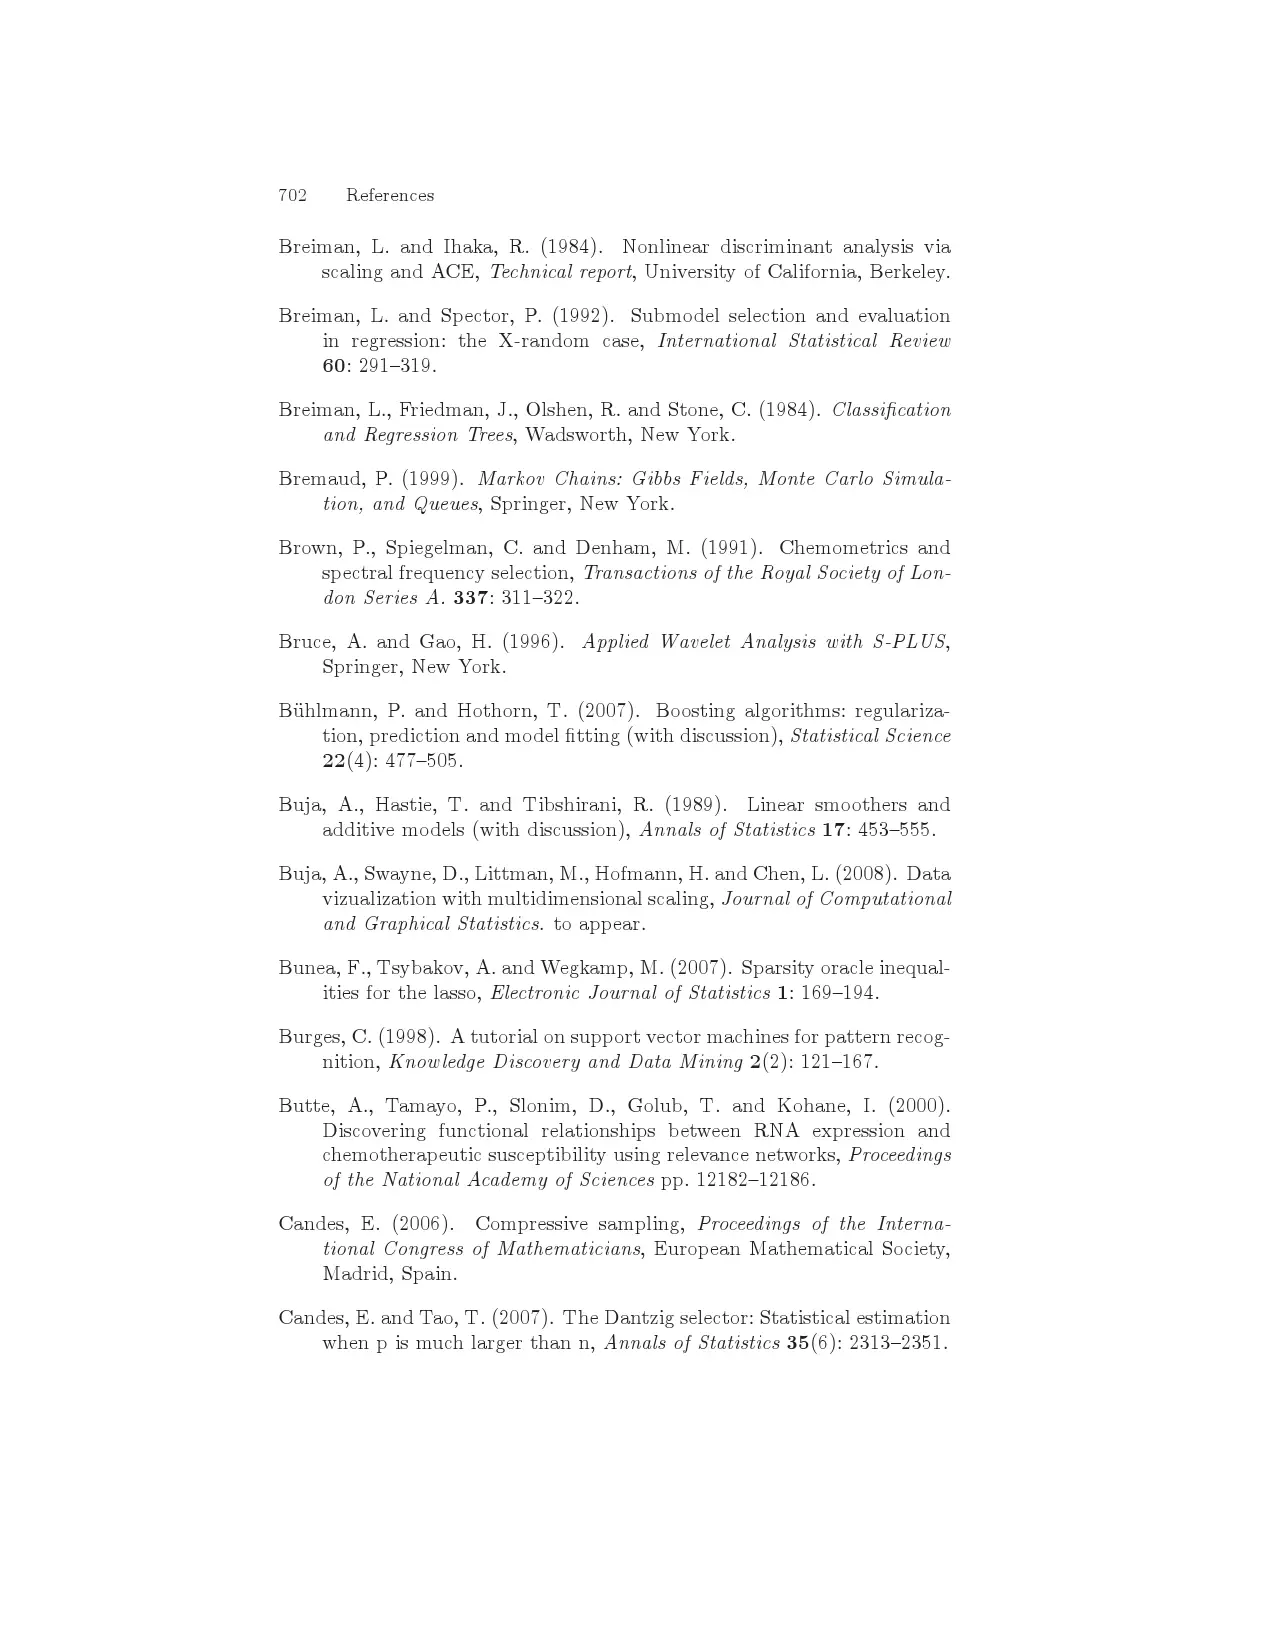 702 References
Breiman, L. and Ihaka, R. (1984). Nonlinear discriminant analysis via
scaling and ACE, Technical report, University of California, Berkeley.
Breiman, L. and Spector, P. (1992). Submodel selection and evaluation
in regression: the X-random case, International Statistical Review
60: 291–319.
Breiman, L., Friedman, J., Olshen, R. and Stone, C. (1984). Classification
and Regression Trees, Wadsworth, New York.
Bremaud, P. (1999). Markov Chains: Gibbs Fields, Monte Carlo Simula-
tion, and Queues, Springer, New York.
Brown, P., Spiegelman, C. and Denham, M. (1991). Chemometrics and
spectral frequency selection, Transactions of the Royal Society of Lon-
don Series A. 337: 311–322.
Bruce, A. and Gao, H. (1996). Applied Wavelet Analysis with S-PLUS,
Springer, New York.
Bühlmann, P. and Hothorn, T. (2007). Boosting algorithms: regulariza-
tion, prediction and model fitting (with discussion), Statistical Science
22(4): 477–505.
Buja, A., Hastie, T. and Tibshirani, R. (1989). Linear smoothers and
additive models (with discussion), Annals of Statistics 17: 453–555.
Buja, A., Swayne, D., Littman, M., Hofmann, H. and Chen, L. (2008). Data
vizualization with multidimensional scaling, Journal of Computational
and Graphical Statistics. to appear.
Bunea, F., Tsybakov, A. and Wegkamp, M. (2007). Sparsity oracle inequal-
ities for the lasso, Electronic Journal of Statistics 1: 169–194.
Burges, C. (1998). A tutorial on support vector machines for pattern recog-
nition, Knowledge Discovery and Data Mining 2(2): 121–167.
Butte, A., Tamayo, P., Slonim, D., Golub, T. and Kohane, I. (2000).
Discovering functional relationships between RNA expression and
chemotherapeutic susceptibility using relevance networks, Proceedings
of the National Academy of Sciences pp. 12182–12186.
Candes, E. (2006). Compressive sampling, Proceedings of the Interna-
tional Congress of Mathematicians, European Mathematical Society,
Madrid, Spain.
Candes, E. and Tao, T. (2007). The Dantzig selector: Statistical estimation
when p is much larger than n, Annals of Statistics 35(6): 2313–2351.